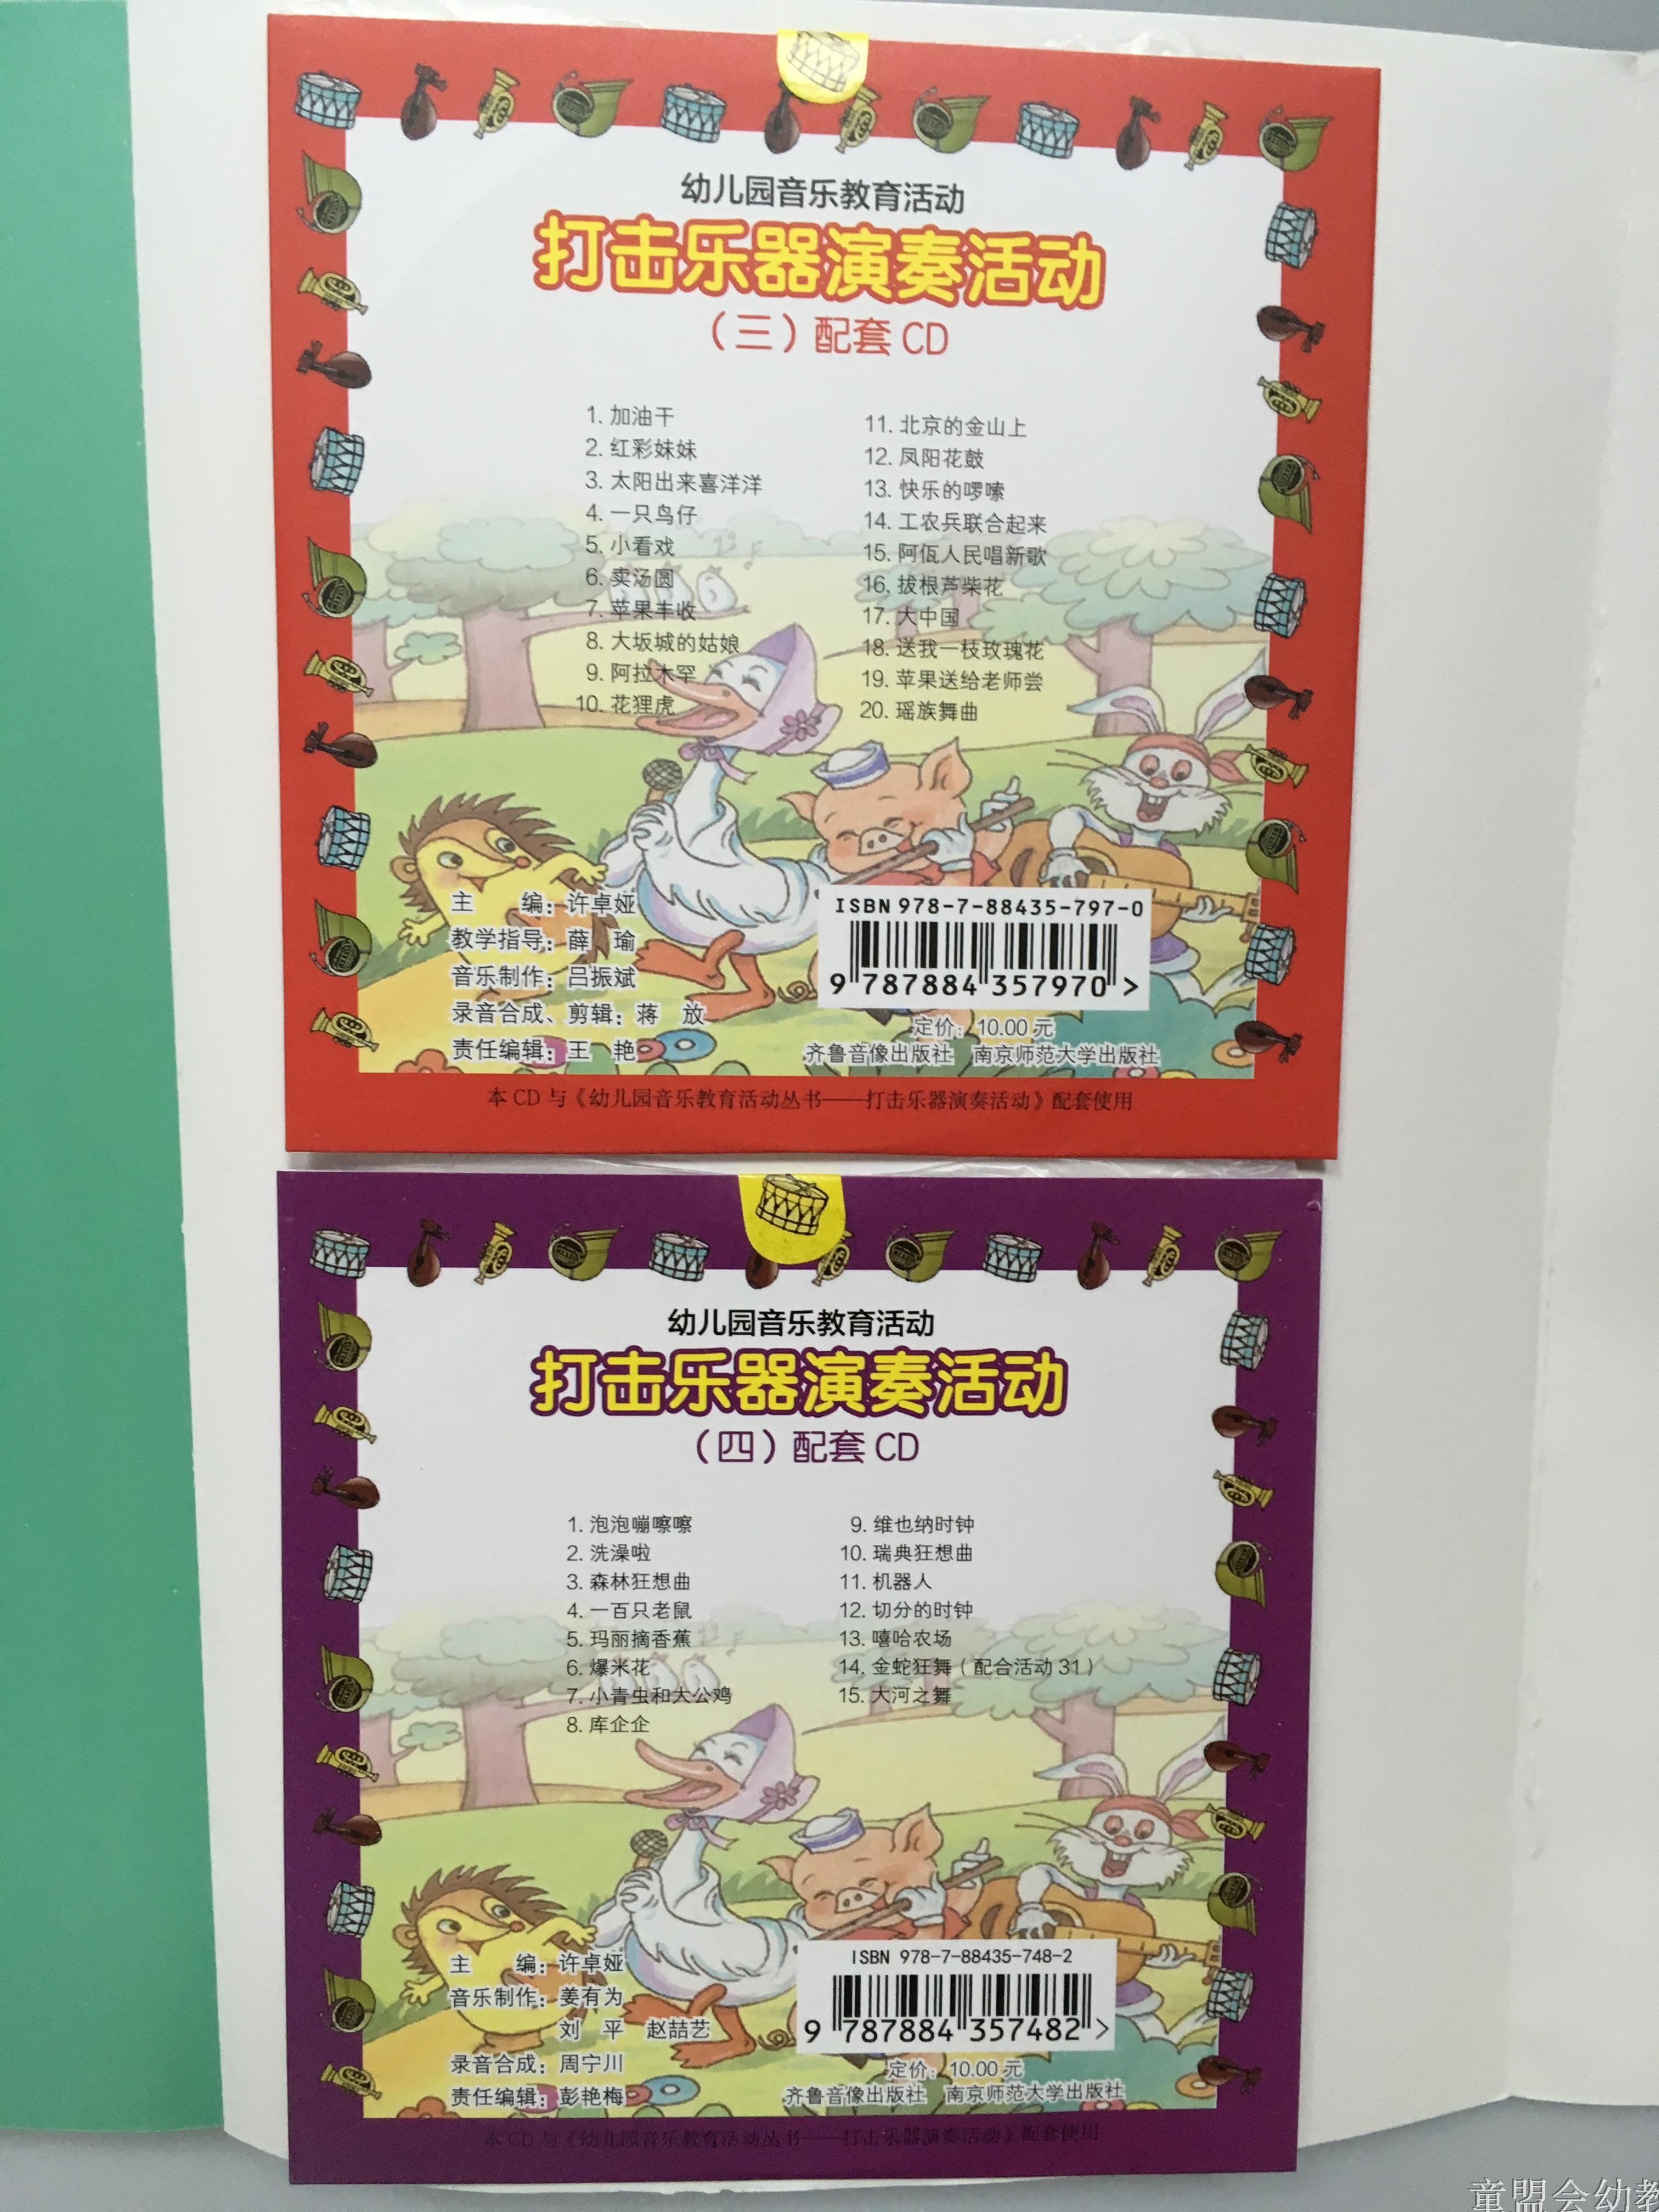 幼儿园音乐教育活动
打击乐器演奏活动
（三）配套 CD
1. 加油干
2. 红彩妹妹
3. 太阳出来喜洋洋
4. 一只鸟仔
5. 小看戏
6. 卖汤圆
7. 苹果丰收
8. 大坂城的姑娘
9. 阿拉木罕
10. 花狸虎
11. 北京的金山上
12. 凤阳花鼓
13. 快乐的啰嗦
14. 工农兵联合起来
15. 阿佤人民唱新歌
16. 拔根芦柴花
17. 大中国
18. 送我一枝玫瑰花
19. 苹果送给老师尝
20. 瑶族舞曲
主　　编：许卓娅
教学指导：薛　瑜
音乐制作：吕振斌
录音合成、剪辑：蒋　放
责任编辑：王　艳
ISBN 978-7-88435-797-0
9 787884 357970 >
定价：10.00 元
齐鲁音像出版社　南京师范大学出版社
本 CD 与《幼儿园音乐教育活动丛书——打击乐器演奏活动》配套使用
幼儿园音乐教育活动
打击乐器演奏活动
（四）配套 CD
1. 泡泡嘣嚓嚓
2. 洗澡啦
3. 森林狂想曲
4. 一百只老鼠
5. 玛丽摘香蕉
6. 爆米花
7. 小青虫和大公鸡
8. 库企企
9. 维也纳时钟
10. 瑞典狂想曲
11. 机器人
12. 切分的时钟
13. 嘻哈农场
14. 金蛇狂舞（配合活动 31）
15. 大河之舞
主　　编：许卓娅
音乐制作：姜有为
刘　平　赵喆艺
录音合成：周宁川
责任编辑：彭艳梅
ISBN 978-7-88435-748-2
9 787884 357482 >
定价：10.00 元
齐鲁音像出版社　南京师范大学出版社
本 CD 与《幼儿园音乐教育活动丛书——打击乐器演奏活动》配套使用
童盟会幼教